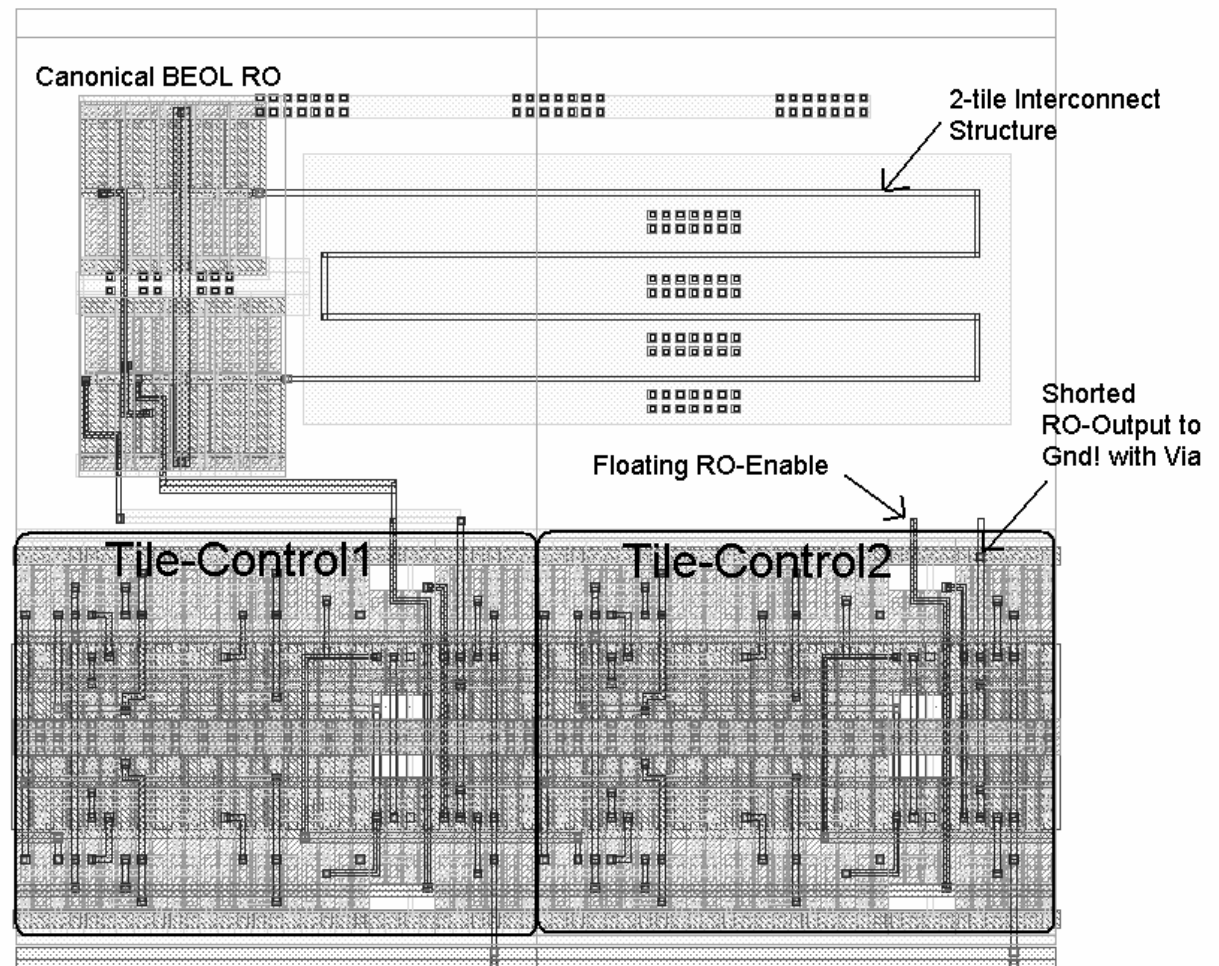 Canonical BEOL RO
2-tile Interconnect
Structure
Shorted
RO-Output to
Gnd! with Via
Floating RO-Enable
Tile-Control1
Tile-Control2